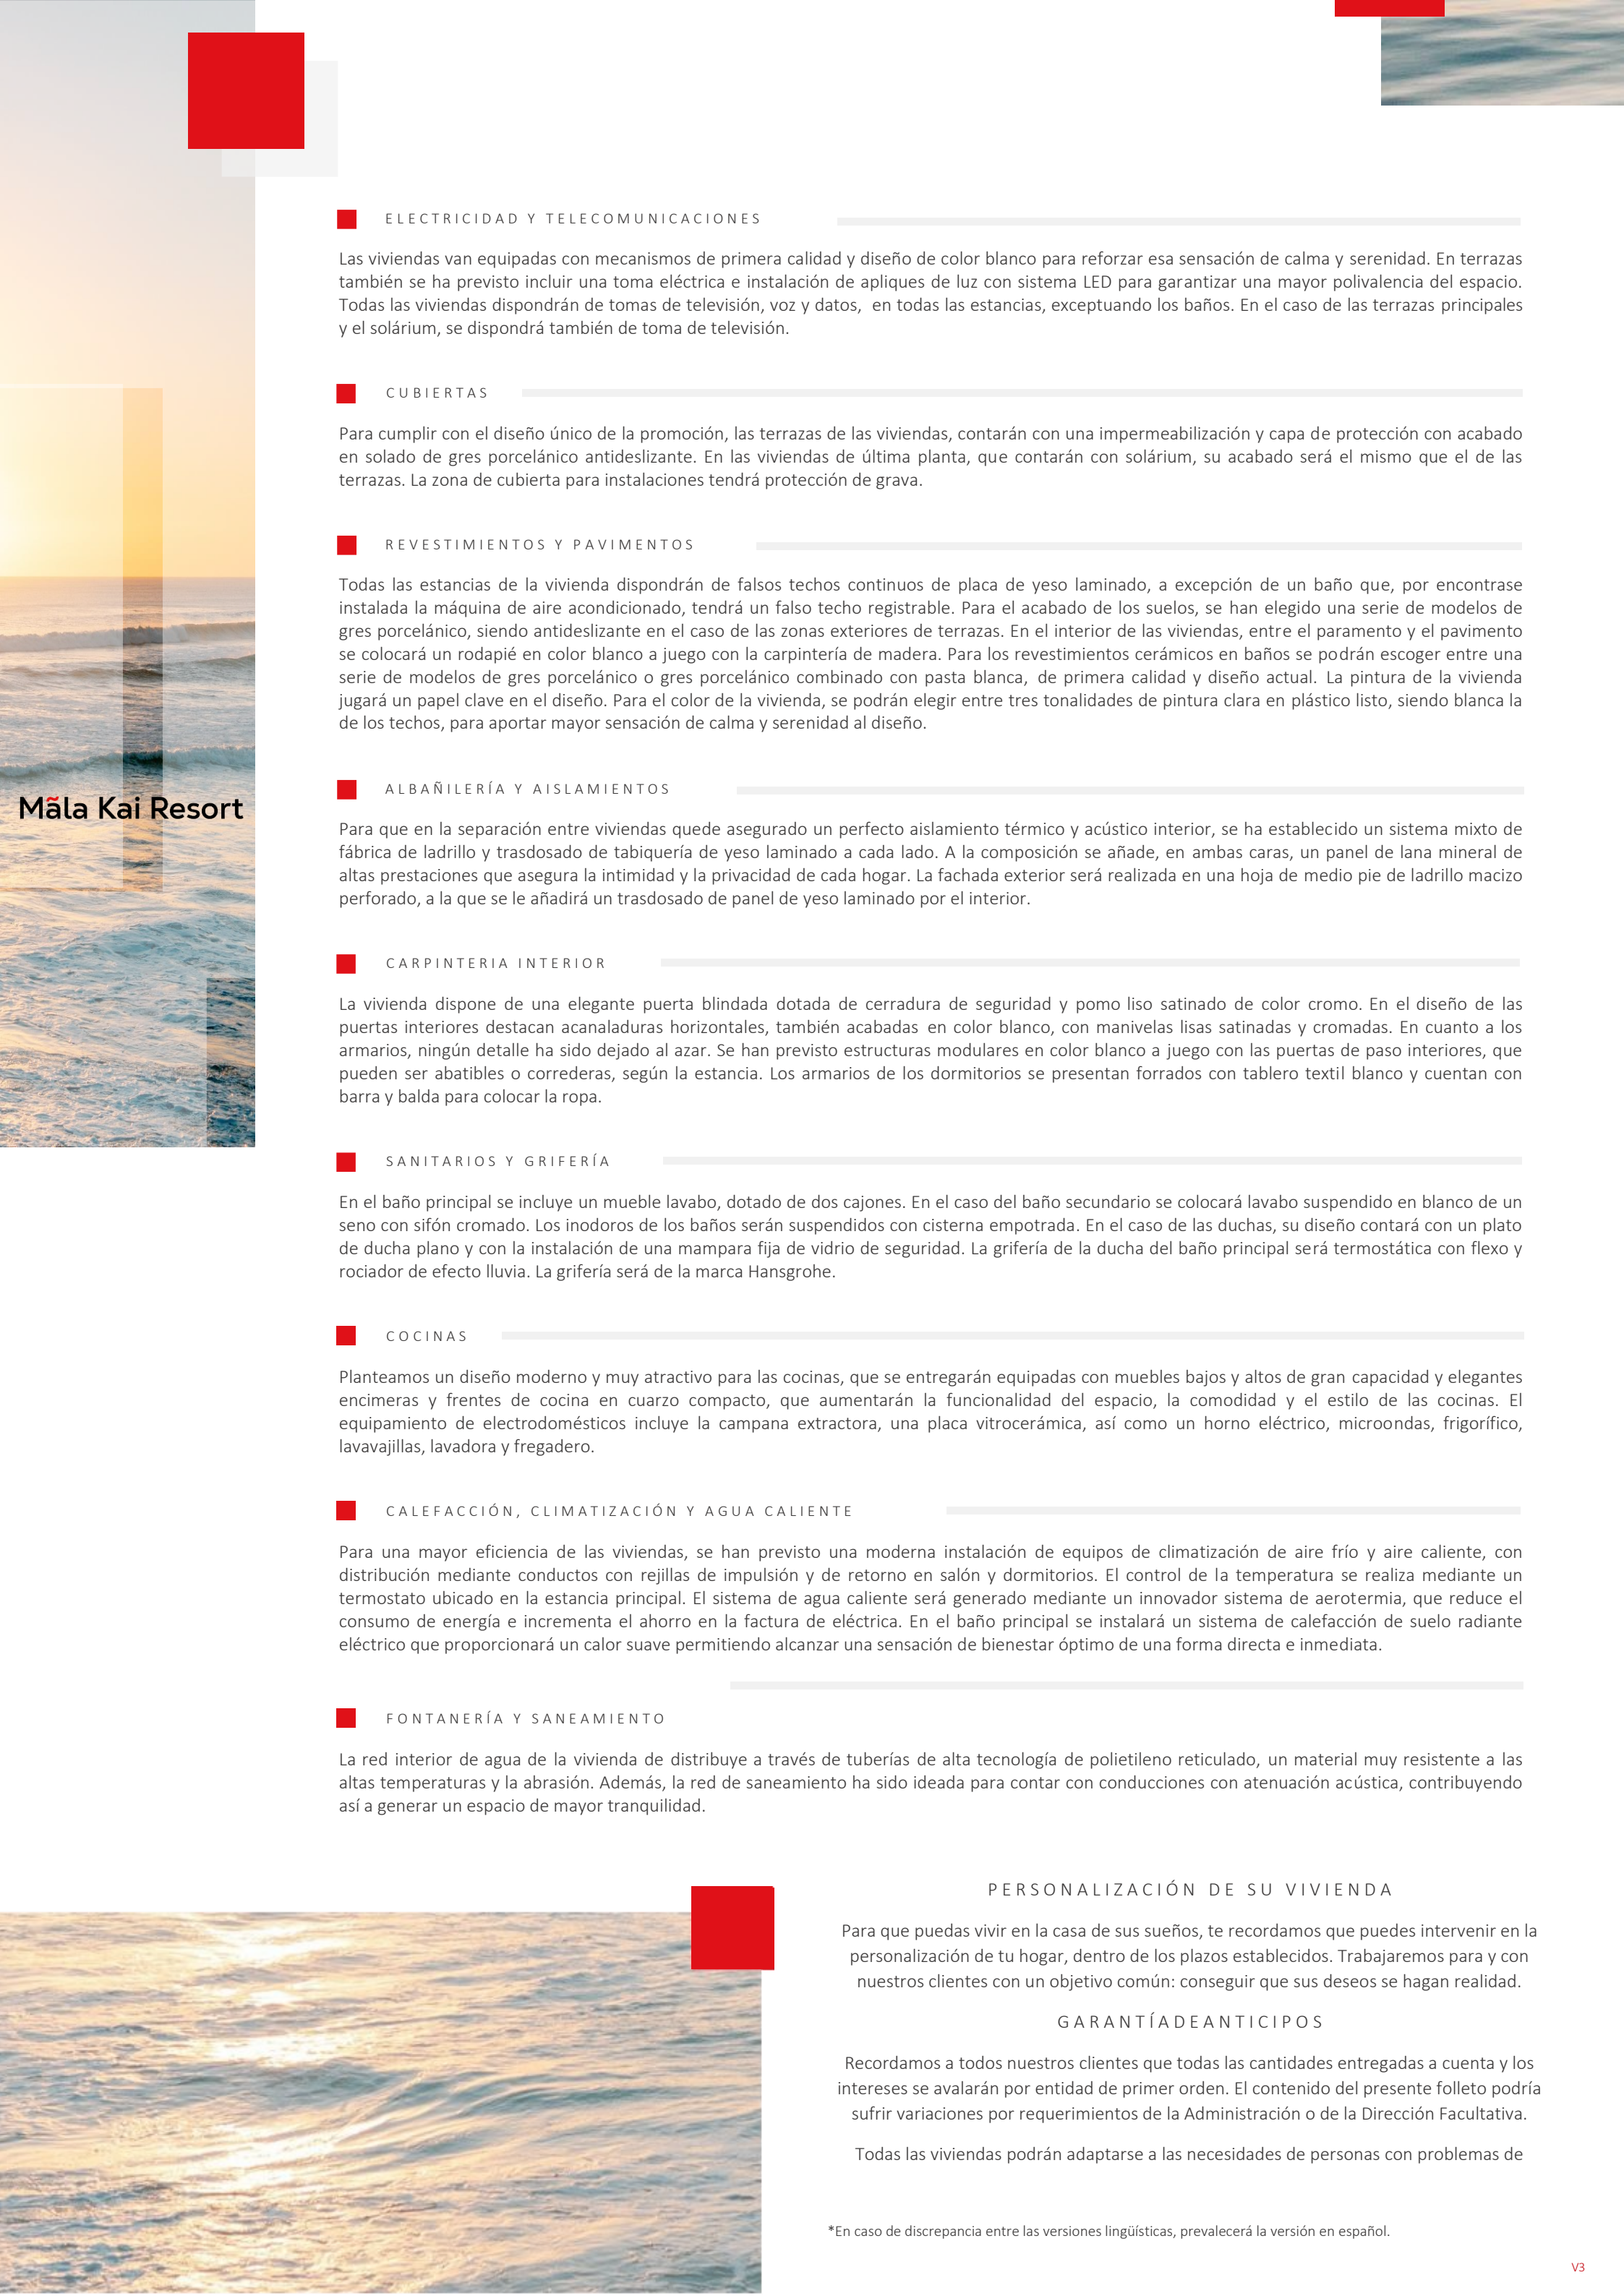 ELECTRICIDAD Y TELECOMUNICACIONES
Las viviendas van equipadas con mecanismos de primera calidad y diseño de color blanco para reforzar esa sensación de calma y serenidad. En terrazas
también se ha previsto incluir una toma eléctrica e instalación de apliques de luz con sistema LED para garantizar una mayor polivalencia del espacio.
Todas las viviendas dispondrán de tomas de televisión, voz y datos, en todas las estancias, exceptuando los baños. En el caso de las terrazas principales
y el solárium, se dispondrá también de toma de televisión.
CUBIERTAS
Para cumplir con el diseño único de la promoción, las terrazas de las viviendas, contarán con una impermeabilización y capa de protección con acabado
en solado de gres porcelánico antideslizante. En las viviendas de última planta, que contarán con solárium, su acabado será el mismo que el de las
terrazas. La zona de cubierta para instalaciones tendrá protección de grava.
REVESTIMIENTOS Y PAVIMENTOS
Todas las estancias de la vivienda dispondrán de falsos techos continuos de placa de yeso laminado, a excepción de un baño que, por encontrase
instalada la máquina de aire acondicionado, tendrá un falso techo registrable. Para el acabado de los suelos, se han elegido una serie de modelos de
gres porcelánico, siendo antideslizante en el caso de las zonas exteriores de terrazas. En el interior de las viviendas, entre el paramento y el pavimento
se colocará un rodapié en color blanco a juego con la carpintería de madera. Para los revestimientos cerámicos en baños se podrán escoger entre una
serie de modelos de gres porcelánico o gres porcelánico combinado con pasta blanca, de primera calidad y diseño actual. La pintura de la vivienda
jugará un papel clave en el diseño. Para el color de la vivienda, se podrán elegir entre tres tonalidades de pintura clara en plástico listo, siendo blanca la
de los techos, para aportar mayor sensación de calma y serenidad al diseño.
ALBAÑILERÍA Y AISLAMIENTOS
Mãla Kai Resort
Para que en la separación entre viviendas quede asegurado un perfecto aislamiento térmico y acústico interior, se ha establecido un sistema mixto de
fábrica de ladrillo y trasdosado de tabiquería de yeso laminado a cada lado. A la composición se añade, en ambas caras, un panel de lana mineral de
altas prestaciones que asegura la intimidad y la privacidad de cada hogar. La fachada exterior será realizada en una hoja de medio pie de ladrillo macizo
perforado, a la que se le añadirá un trasdosado de panel de yeso laminado por el interior.
CARPINTERIA INTERIOR
La vivienda dispone de una elegante puerta blindada dotada de cerradura de seguridad y pomo liso satinado de color cromo. En el diseño de las
puertas interiores destacan acanaladuras horizontales, también acabadas en color blanco, con manivelas lisas satinadas y cromadas. En cuanto a los
armarios, ningún detalle ha sido dejado al azar. Se han previsto estructuras modulares en color blanco a juego con las puertas de paso interiores, que
pueden ser abatibles o correderas, según la estancia. Los armarios de los dormitorios se presentan forrados con tablero textil blanco y cuentan con
barra y balda para colocar la ropa.
SANITARIOS Y GRIFERÍA
En el baño principal se incluye un mueble lavabo, dotado de dos cajones. En el caso del baño secundario se colocará lavabo suspendido en blanco de un
seno con sifón cromado. Los inodoros de los baños serán suspendidos con cisterna empotrada. En el caso de las duchas, su diseño contará con un plato
de ducha plano y con la instalación de una mampara fija de vidrio de seguridad. La grifería de la ducha del baño principal será termostática con flexo y
rociador de efecto lluvia. La grifería será de la marca Hansgrohe.
COCINAS
Planteamos un diseño moderno y muy atractivo para las cocinas, que se entregarán equipadas con muebles bajos y altos de gran capacidad y elegantes
encimeras y frentes de cocina en cuarzo compacto, que aumentarán la funcionalidad del espacio, la comodidad y el estilo de las cocinas. El
equipamiento de electrodomésticos incluye la campana extractora, una placa vitrocerámica, así como un horno eléctrico, microondas, frigorífico,
lavavajillas, lavadora y fregadero.
CALEFACCIÓN, CLIMATIZACIÓN Y AGUA CALIENTE
Para una mayor eficiencia de las viviendas, se han previsto una moderna instalación de equipos de climatización de aire frío y aire caliente, con
distribución mediante conductos con rejillas de impulsión y de retorno en salón y dormitorios. El control de la temperatura se realiza mediante un
termostato ubicado en la estancia principal. El sistema de agua caliente será generado mediante un innovador sistema de aerotermia, que reduce el
consumo de energía e incrementa el ahorro en la factura de eléctrica. En el baño principal se instalará un sistema de calefacción de suelo radiante
eléctrico que proporcionará un calor suave permitiendo alcanzar una sensación de bienestar óptimo de una forma directa e inmediata.
FONTANERÍA Y SANEAMIENTO
La red interior de agua de la vivienda de distribuye a través de tuberías de alta tecnología de polietileno reticulado, un material muy resistente a las
altas temperaturas y la abrasión. Además, la red de saneamiento ha sido ideada para contar con conducciones con atenuación acústica, contribuyendo
así a generar un espacio de mayor tranquilidad.
PERSONALIZACIÓN DE SU VIVIENDA
Para que puedas vivir en la casa de sus sueños, te recordamos que puedes intervenir en la
personalización de tu hogar, dentro de los plazos establecidos. Trabajaremos para y con
nuestros clientes con un objetivo común: conseguir que sus deseos se hagan realidad.
GARANTÍADEANTICIPOS
Recordamos a todos nuestros clientes que todas las cantidades entregadas a cuenta y los
intereses se avalarán por entidad de primer orden. El contenido del presente folleto podría
sufrir variaciones por requerimientos de la Administración o de la Dirección Facultativa.
Todas las viviendas podrán adaptarse a las necesidades de personas con problemas de
*En caso de discrepancia entre las versiones lingüísticas, prevalecerá la versión en español.
V3